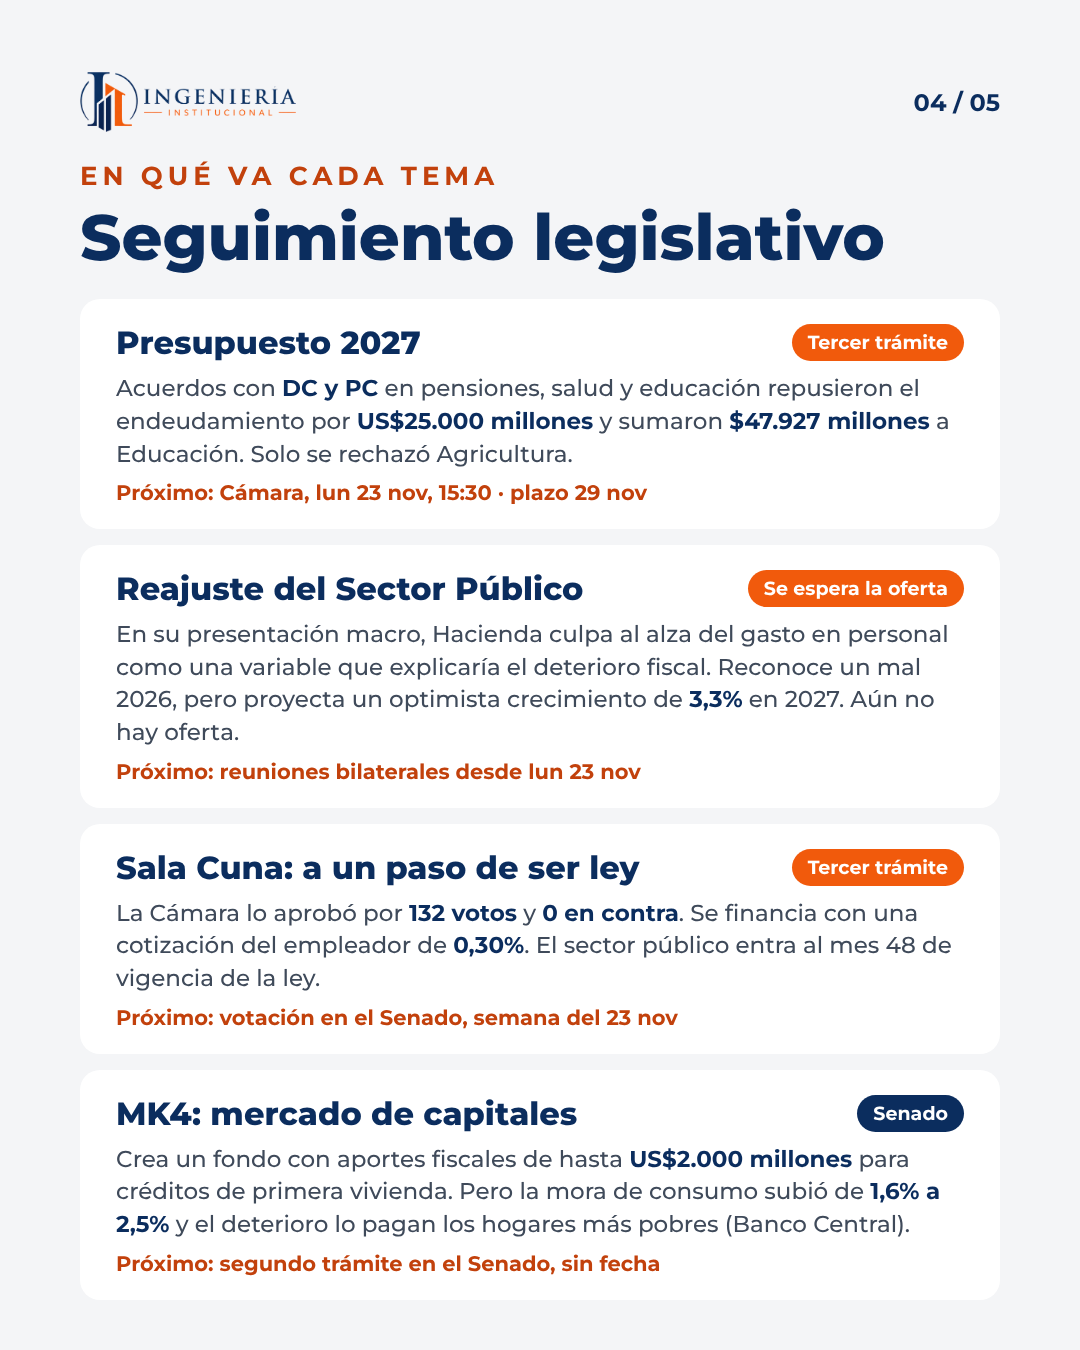 INGENIERIA
INSTITUCIONAL
04 / 05
EN QUÉ VA CADA TEMA
Seguimiento legislativo
Presupuesto 2027
Tercer trámite
Acuerdos con DC y PC en pensiones, salud y educación repusieron el
endeudamiento por US$25.000 millones y sumaron $47.927 millones a
Educación. Solo se rechazó Agricultura.
Próximo: Cámara, lun 23 nov, 15:30 · plazo 29 nov
Reajuste del Sector Público
Se espera la oferta
En su presentación macro, Hacienda culpa al alza del gasto en personal
como una variable que explicaría el deterioro fiscal. Reconoce un mal
2026, pero proyecta un optimista crecimiento de 3,3% en 2027. Aún no
hay oferta.
Próximo: reuniones bilaterales desde lun 23 nov
Sala Cuna: a un paso de ser ley
Tercer trámite
La Cámara lo aprobó por 132 votos y 0 en contra. Se financia con una
cotización del empleador de 0,30%. El sector público entra al mes 48 de
vigencia de la ley.
Próximo: votación en el Senado, semana del 23 nov
MK4: mercado de capitales
Senado
Crea un fondo con aportes fiscales de hasta US$2.000 millones para
créditos de primera vivienda. Pero la mora de consumo subió de 1,6% a
2,5% y el deterioro lo pagan los hogares más pobres (Banco Central).
Próximo: segundo trámite en el Senado, sin fecha